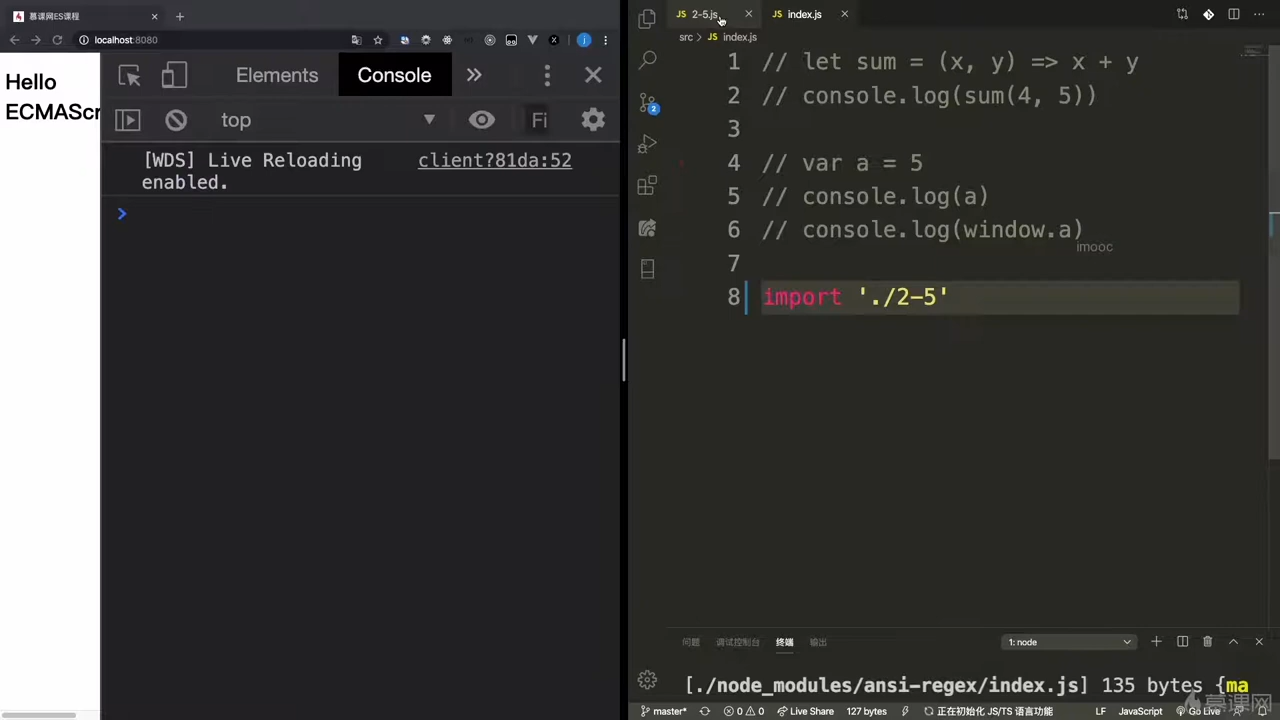 慕课网ES课程
localhost:8080
Hello
ECMAScr
Elements
Console
top
Fi
[WDS] Live Reloading
enabled.
client?81da:52
2-5.js
index.js
src > index.js
1 // let sum = (x, y) => x + y
2 // console.log(sum(4, 5))
3
4 // var a = 5
5 // console.log(a)
6 // console.log(window.a)
imooc
7
8 import './2-5'
2
问题
调试控制台
终端
输出
1: node
[./node_modules/ansi-regex/index.js] 135 bytes {ma
master*
0
0
Live Share
127 bytes
正在初始化 JS/TS 语言功能
LF
JavaScript
Go Live
慕课网